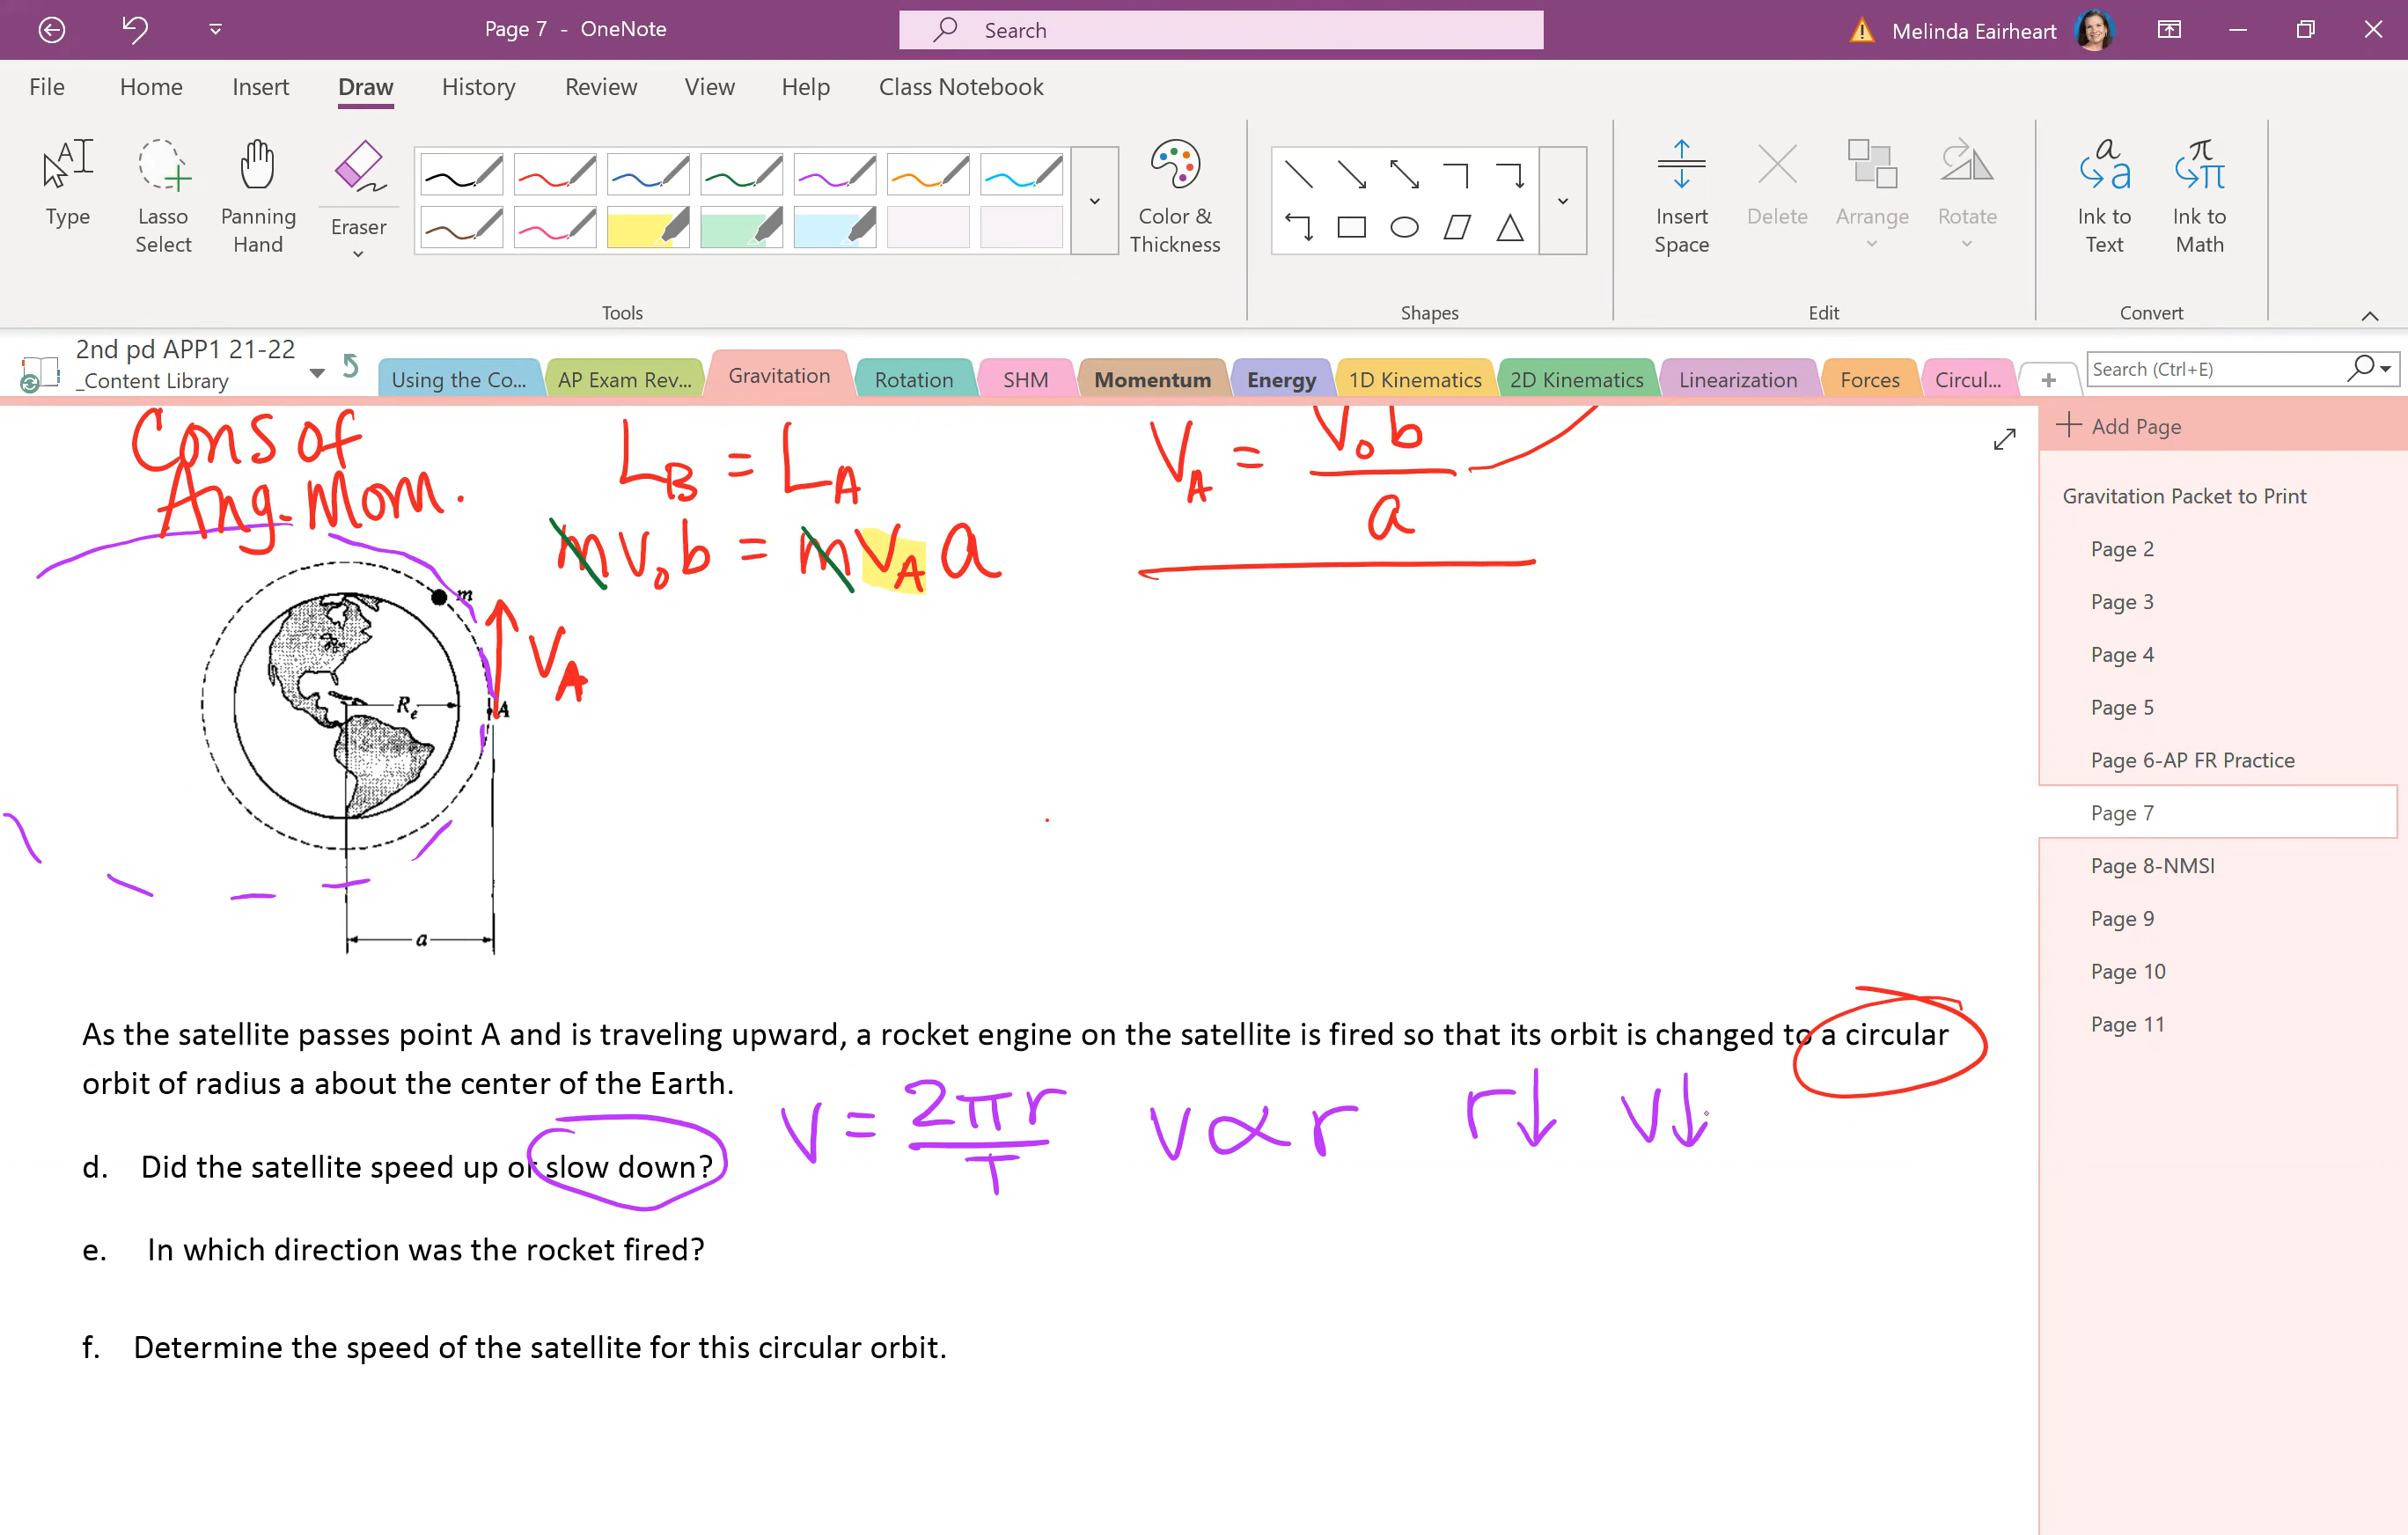 Page 7 - OneNote
Search
Melinda Eairheart
File Home Insert Draw History Review View Help Class Notebook
Type
Lasso Select
Panning Hand
Eraser
Color & Thickness
Insert Space
Delete
Arrange
Rotate
Ink to Text
Ink to Math
Tools
Shapes
Edit
Convert
2nd pd APP1 21-22
_Content Library
Using the Co...
AP Exam Rev...
Gravitation
Rotation
SHM
Momentum
Energy
1D Kinematics
2D Kinematics
Linearization
Forces
Circul...
Search (Ctrl+E)
Add Page
Gravitation Packet to Print
Page 2
Page 3
Page 4
Page 5
Page 6-AP FR Practice
Page 7
Page 8-NMSI
Page 9
Page 10
Page 11
Cons of
Ang. Mom.
L_B = L_A
m v_0 b = m v_A a
V_A = v_0 b / a
m
V_A
R_e
A
a
As the satellite passes point A and is traveling upward, a rocket engine on the satellite is fired so that its orbit is changed to a circular
orbit of radius a about the center of the Earth.
V = 2πr / T   V ∝ r   r↓   V↓
d. Did the satellite speed up or slow down?
e. In which direction was the rocket fired?
f. Determine the speed of the satellite for this circular orbit.